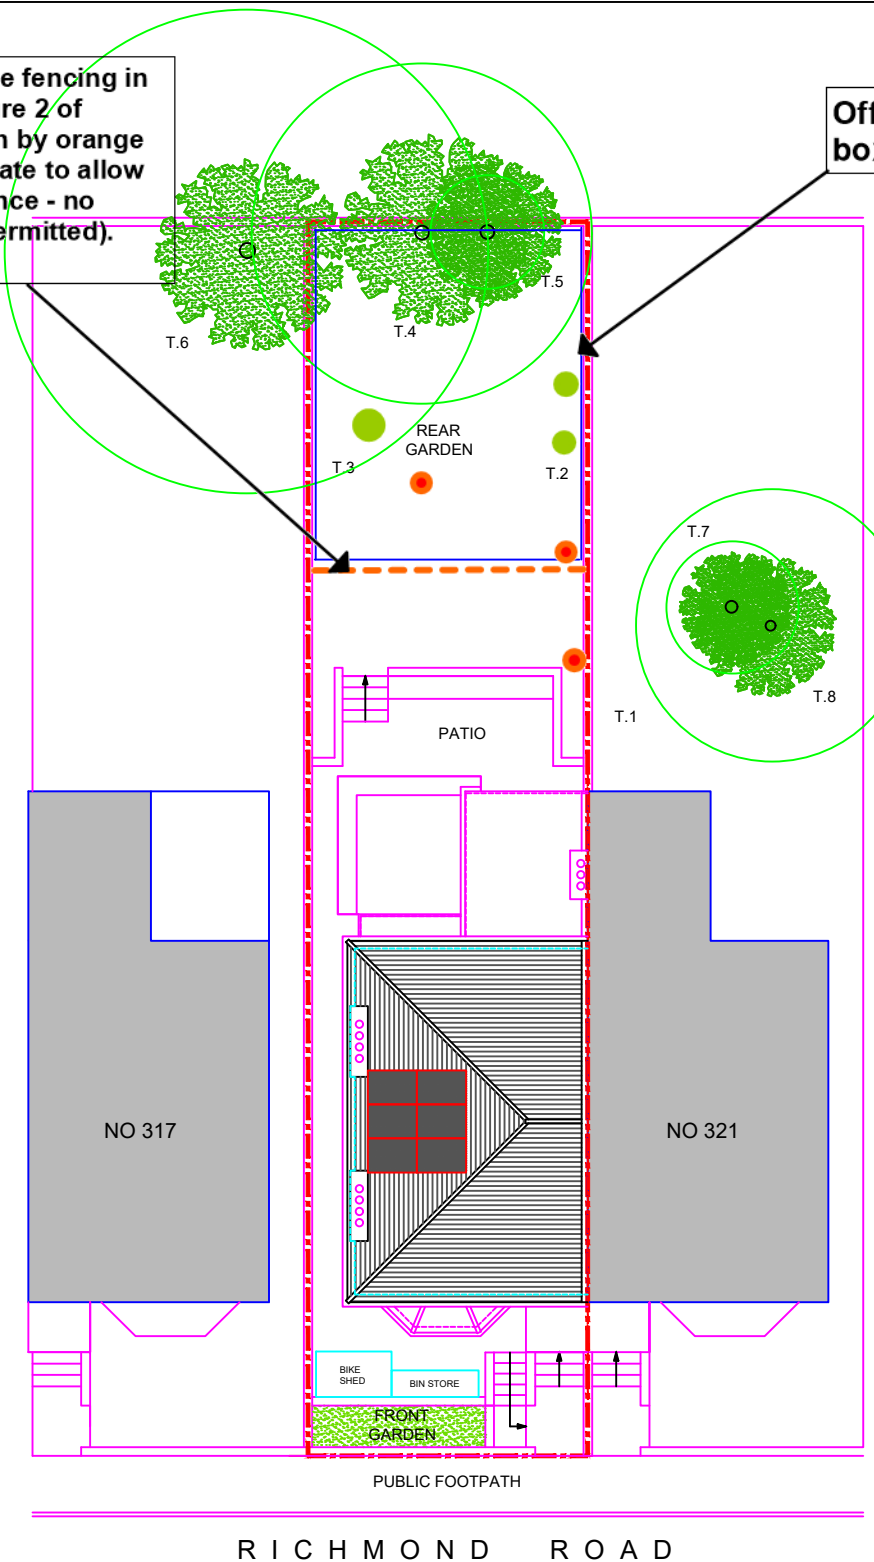 e fencing in
re 2 of
by orange
ate to allow
nce - no
ermitted).
Off
T.5
T.6
T.4
REAR
GARDEN
T.3
T.2
T.7
T.8
T.1
PATIO
NO 317
NO 321
BIKE
SHED
BIN STORE
FRONT
GARDEN
PUBLIC FOOTPATH
RICHMOND ROAD